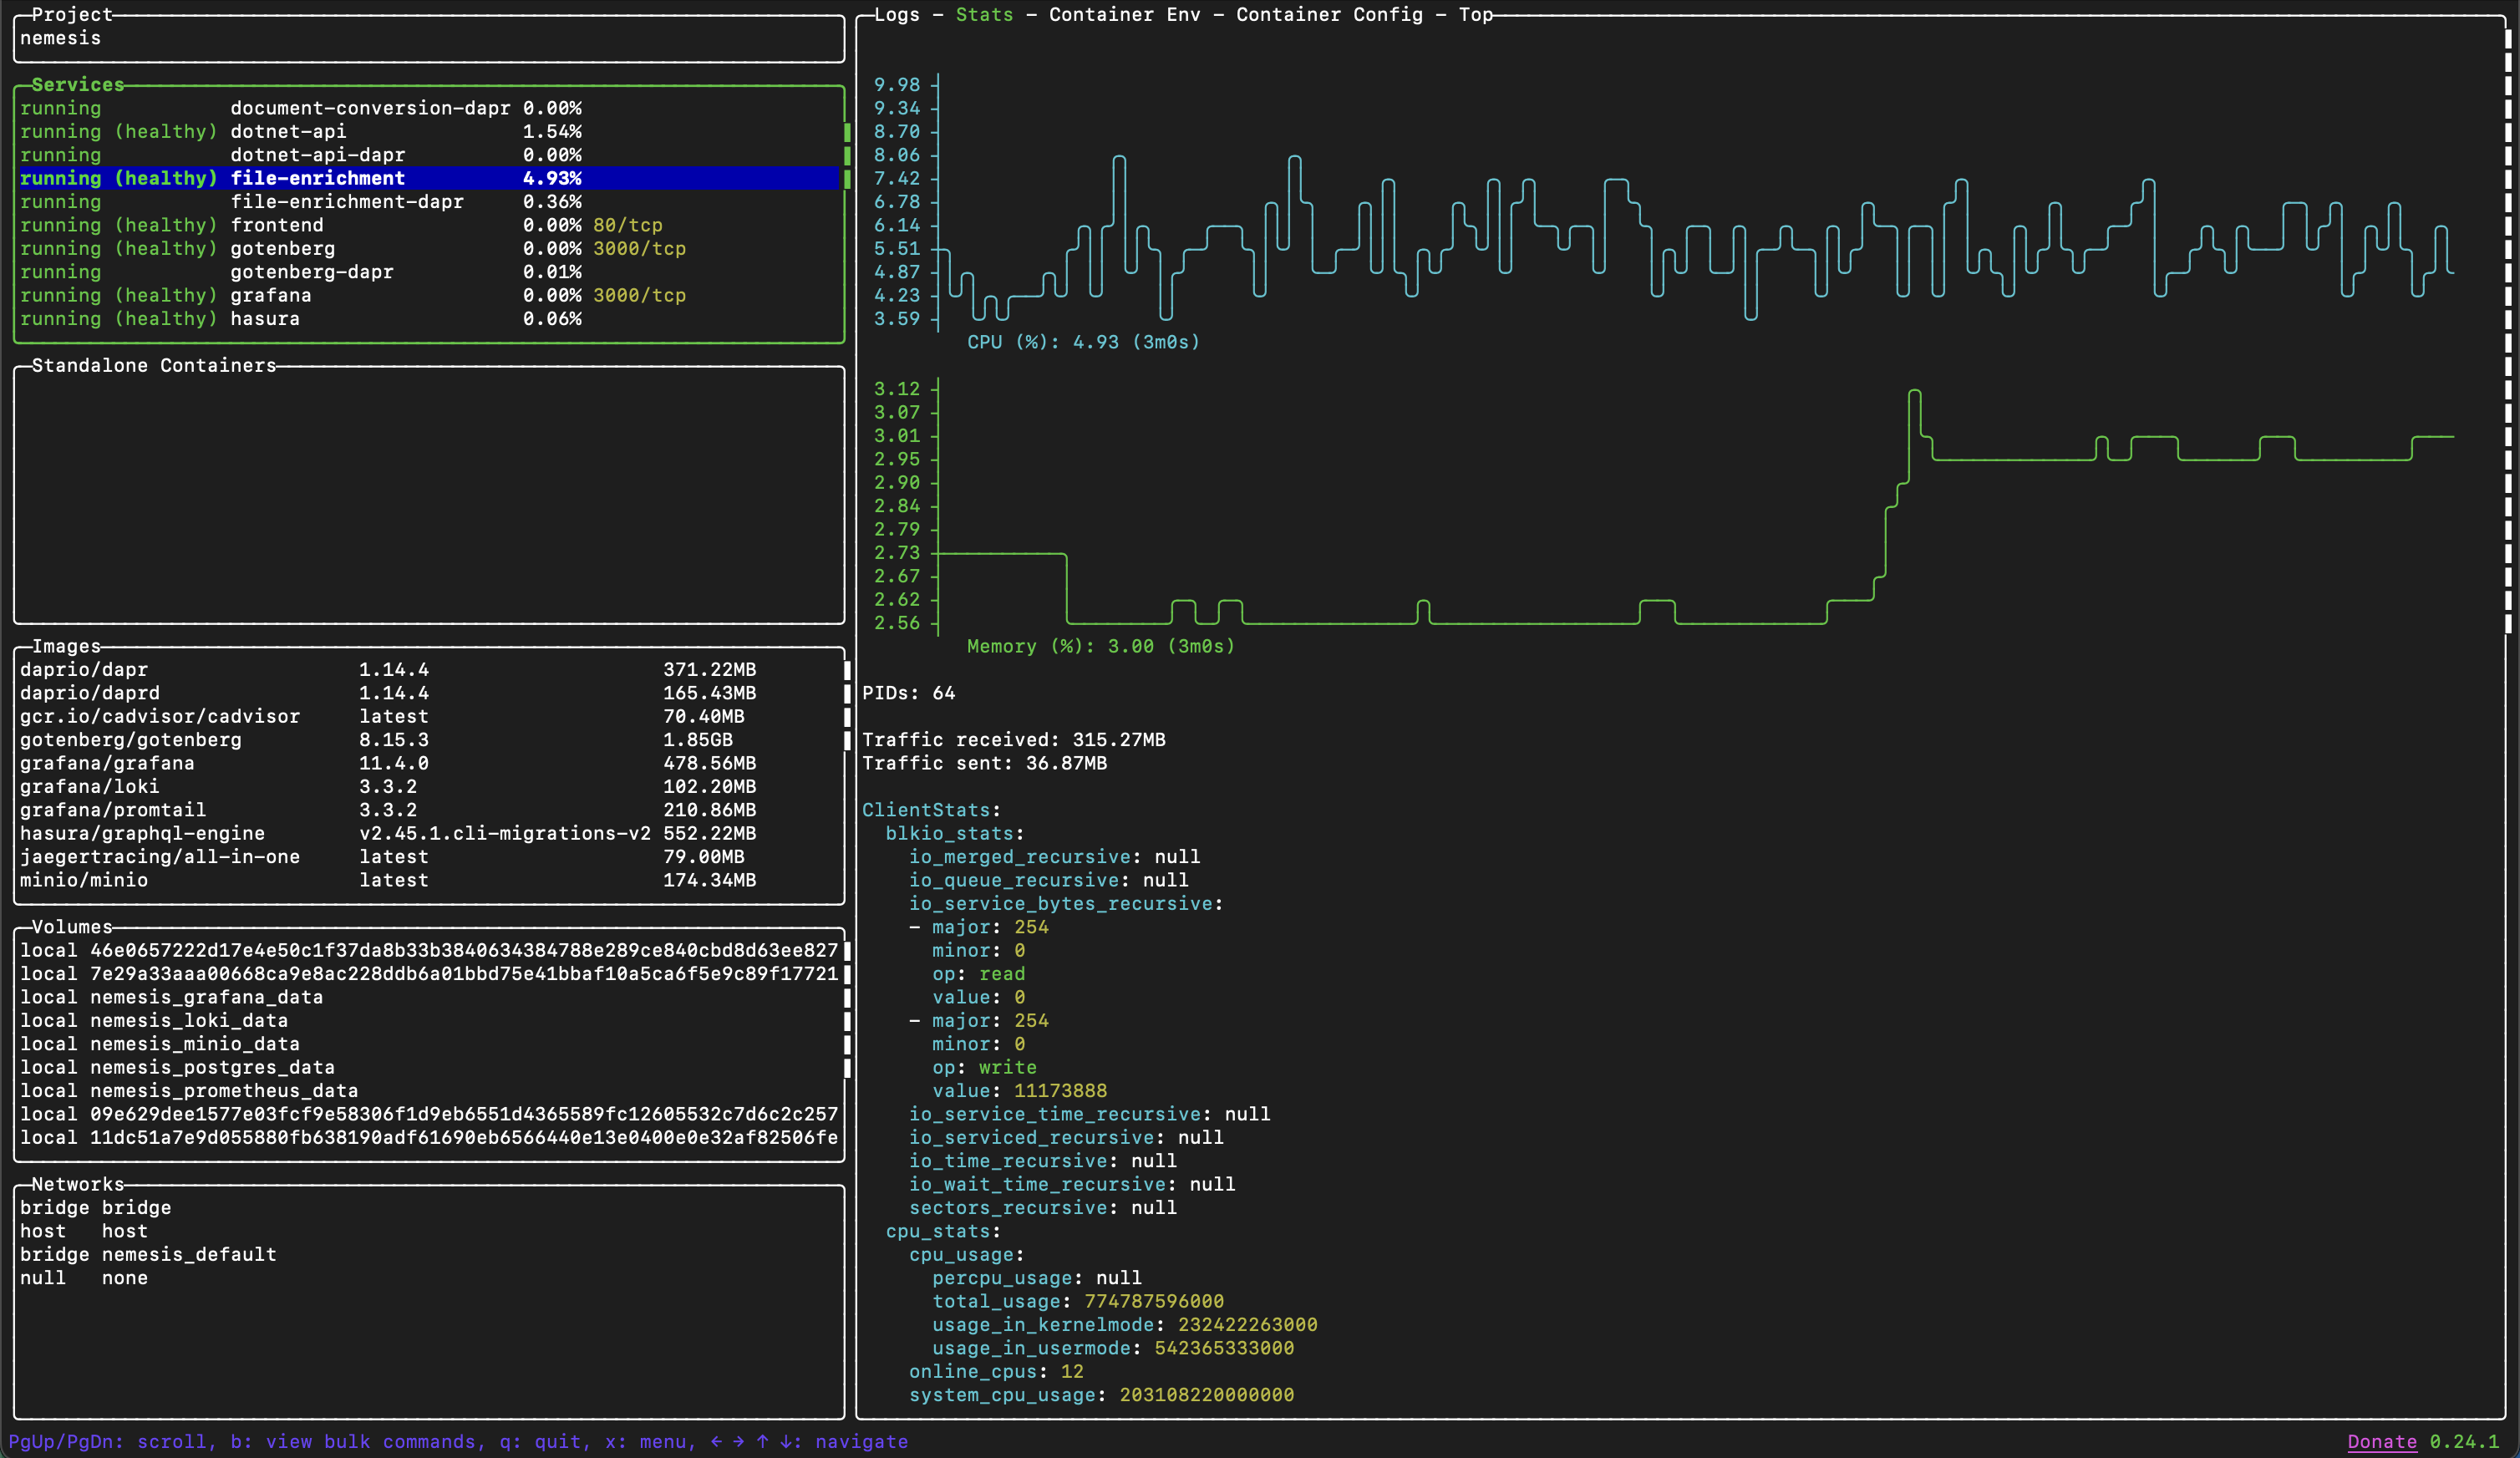 Project
nemesis
Services
running document-conversion-dapr 0.00%
running (healthy) dotnet-api 1.54%
running dotnet-api-dapr 0.00%
running (healthy) file-enrichment 4.93%
running file-enrichment-dapr 0.36%
running (healthy) frontend 0.00% 80/tcp
running (healthy) gotenberg 0.00% 3000/tcp
running gotenberg-dapr 0.01%
running (healthy) grafana 0.00% 3000/tcp
running (healthy) hasura 0.06%
Standalone Containers
Images
daprio/dapr 1.14.4 371.22MB
daprio/daprd 1.14.4 165.43MB
gcr.io/cadvisor/cadvisor latest 70.40MB
gotenberg/gotenberg 8.15.3 1.85GB
grafana/grafana 11.4.0 478.56MB
grafana/loki 3.3.2 102.20MB
grafana/promtail 3.3.2 210.86MB
hasura/graphql-engine v2.45.1.cli-migrations-v2 552.22MB
jaegertracing/all-in-one latest 79.00MB
minio/minio latest 174.34MB
Volumes
local 46e0657222d17e4e50c1f37da8b33b3840634384788e289ce840cbd8d63ee827
local 7e29a33aaa00668ca9e8ac228ddb6a01bbd75e41bbaf10a5ca6f5e9c89f17721
local nemesis_grafana_data
local nemesis_loki_data
local nemesis_minio_data
local nemesis_postgres_data
local nemesis_prometheus_data
local 09e629dee1577e03fcf9e58306f1d9eb6551d4365589fc12605532c7d6c2c257
local 11dc51a7e9d055880fb638190adf61690eb6566440e13e0400e0e32af82506fe
Networks
bridge bridge
host host
bridge nemesis_default
null none
Logs - Stats - Container Env - Container Config - Top
9.98
9.34
8.70
8.06
7.42
6.78
6.14
5.51
4.87
4.23
3.59
CPU (%): 4.93 (3m0s)
3.12
3.07
3.01
2.95
2.90
2.84
2.79
2.73
2.67
2.62
2.56
Memory (%): 3.00 (3m0s)
PIDs: 64
Traffic received: 315.27MB
Traffic sent: 36.87MB
ClientStats:
blkio_stats:
io_merged_recursive: null
io_queue_recursive: null
io_service_bytes_recursive:
- major: 254
minor: 0
op: read
value: 0
- major: 254
minor: 0
op: write
value: 11173888
io_service_time_recursive: null
io_serviced_recursive: null
io_time_recursive: null
io_wait_time_recursive: null
sectors_recursive: null
cpu_stats:
cpu_usage:
percpu_usage: null
total_usage: 774787596000
usage_in_kernelmode: 232422263000
usage_in_usermode: 542365333000
online_cpus: 12
system_cpu_usage: 203108220000000
PgUp/PgDn: scroll, b: view bulk commands, q: quit, x: menu, ← → ↑ ↓: navigate
Donate 0.24.1